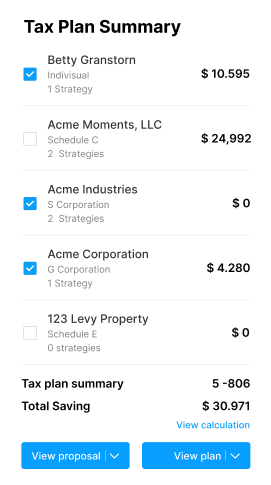 Tax Plan Summary
Betty Granstorn
$ 10.595
Indivisual
1 Strategy
Acme Moments, LLC
$ 24,992
Schedule C
2 Strategies
Acme Industries
$ 0
S Corporation
2 Strategies
Acme Corporation
$ 4.280
G Corporation
1 Strategy
123 Levy Property
$ 0
Schedule E
0 strategies
Tax plan summary 5 -806
Total Saving $ 30.971
View calculation
View proposal View plan